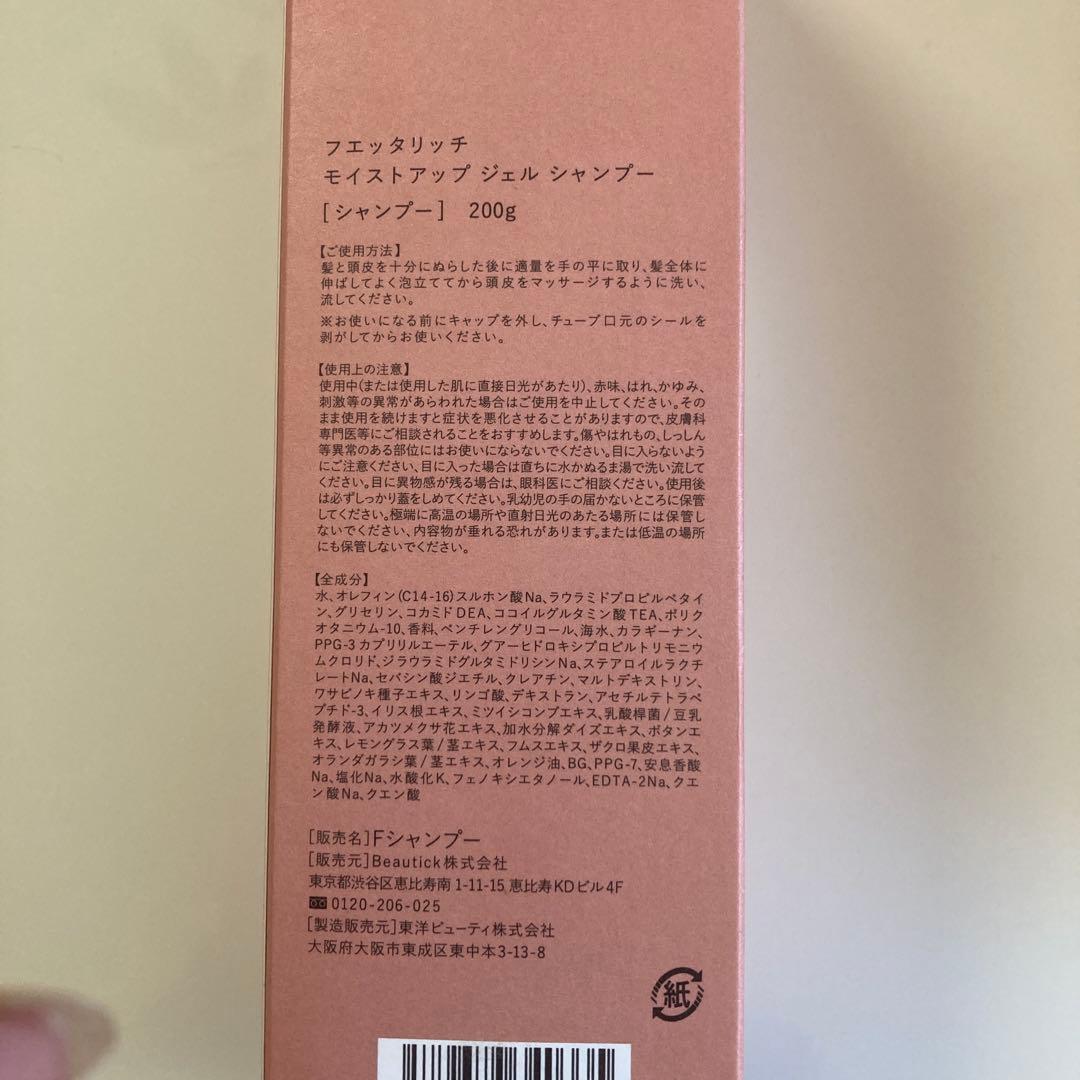 フエッタリッチ
モイストアップ ジェル シャンプー
[シャンプー] 200g
【ご使用方法】
髪と頭皮を十分にぬらした後に適量を手の平に取り、髪全体に
伸ばしてよく泡立ててから頭皮をマッサージするように洗い、
流してください。
※お使いになる前にキャップを外し、チューブ口元のシールを
剥がしてからお使いください。
【使用上の注意】
使用中(または使用した肌に直接日光があたり)、赤味、はれ、かゆみ、
刺激等の異常があらわれた場合はご使用を中止してください。その
まま使用を続けますと症状を悪化させることがありますので、皮膚科
専門医等にご相談されることをおすすめします。傷やはれもの、しっしん
等異常のある部位にはお使いにならないでください。目に入らないよう
にご注意ください、目に入った場合は直ちに水かぬるま湯で洗い流して
ください。目に異物感が残る場合は、眼科医にご相談ください。使用後
は必ずしっかり蓋をしめてください。乳幼児の手の届かないところに保管
してください。極端に高温の場所や直射日光のあたる場所には保管し
ないでください、内容物が垂れる恐れがあります。または低温の場所
にも保管しないでください。
【全成分】
水、オレフィン(C14-16)スルホン酸Na、ラウラミドプロピルベタイ
ン、グリセリン、コカミドDEA、ココイルグルタミン酸TEA、ポリク
オタニウム-10、香料、ペンチレングリコール、海水、カラギーナン、
PPG-3カプリリルエーテル、グアーヒドロキシプロピルトリモニウ
ムクロリド、ジラウラミドグルタミドリシンNa、ステアロイルラクチ
レートNa、セバシン酸ジエチル、クレアチン、マルトデキストリン、
ワサビノキ種子エキス、リンゴ酸、デキストラン、アセチルテトラペ
プチド-3、イリス根エキス、ミツイシコンブエキス、乳酸桿菌/豆乳
発酵液、アカツメクサ花エキス、加水分解ダイズエキス、ボタンエ
キス、レモングラス葉/茎エキス、フムスエキス、ザクロ果皮エキス、
オランダガラシ葉/茎エキス、オレンジ油、BG、PPG-7、安息香酸
Na、塩化Na、水酸化K、フェノキシエタノール、EDTA-2Na、クエ
ン酸Na、クエン酸
[販売名]Fシャンプー
[販売元]Beautick株式会社
東京都渋谷区恵比寿南1-11-15 恵比寿KDビル4F
0120-206-025
[製造販売元]東洋ビューティ株式会社
大阪府大阪市東成区東中本3-13-8
紙